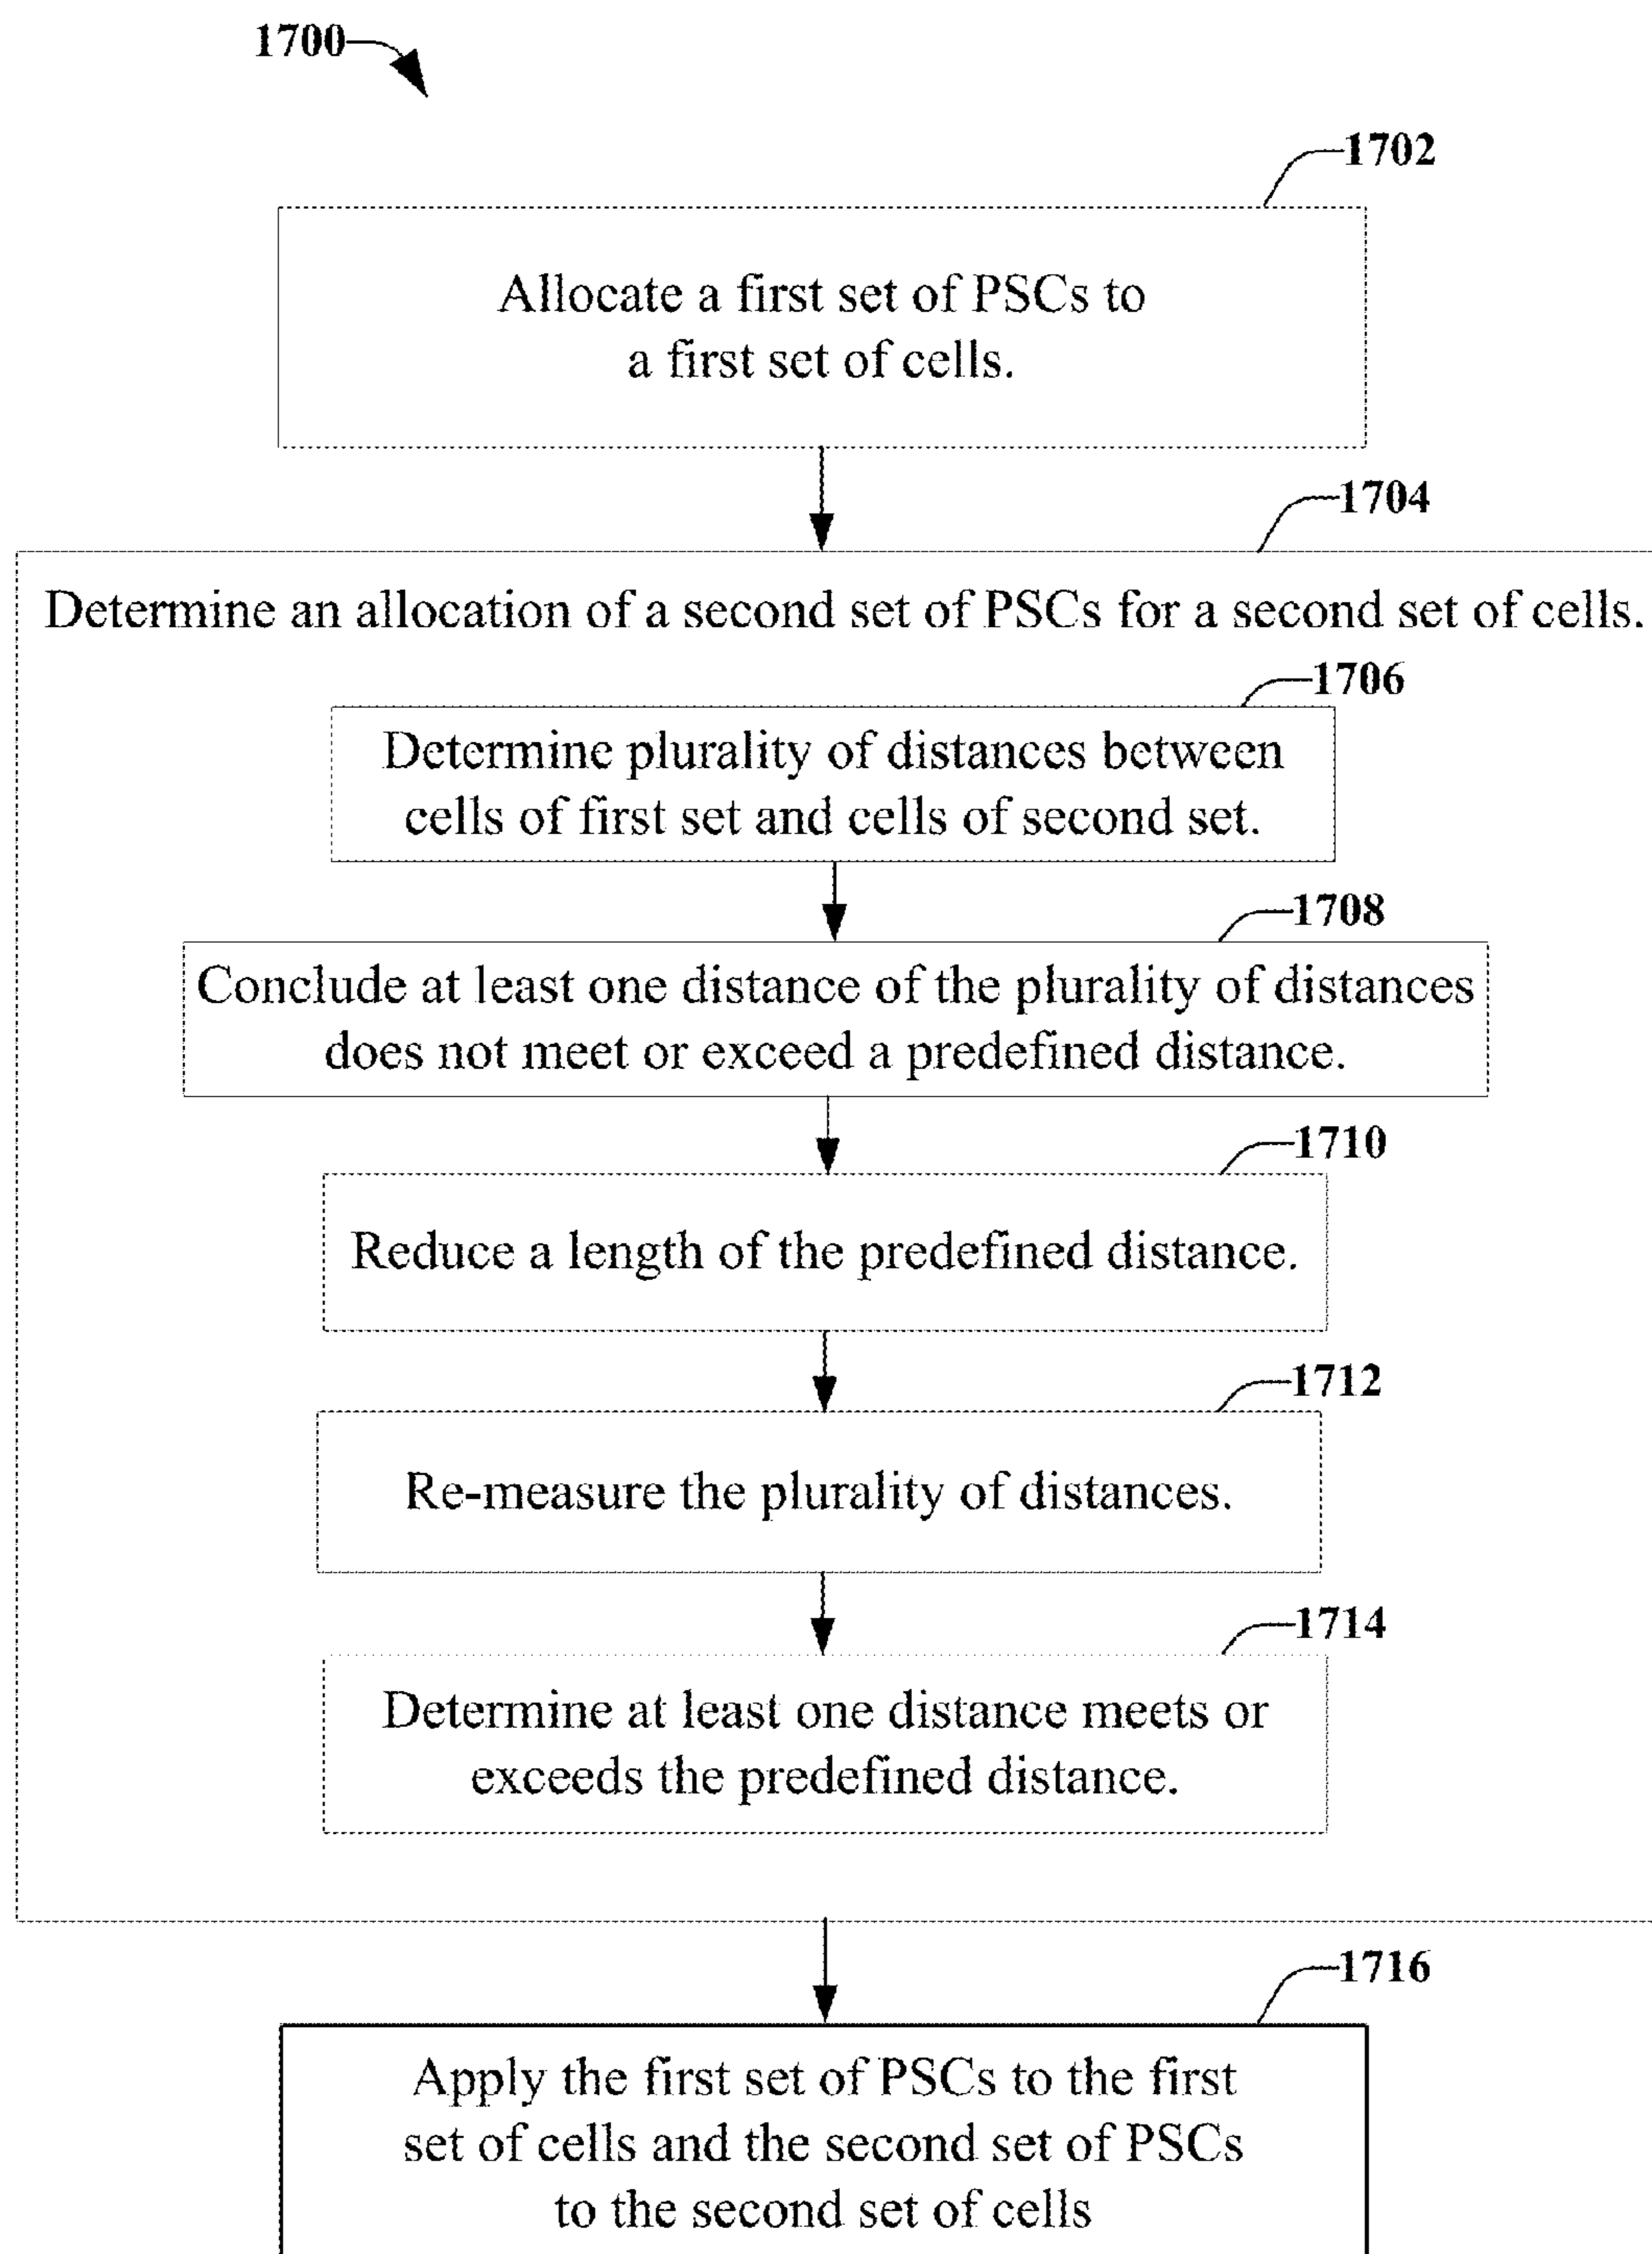 1700
1702
Allocate a first set of PSCs to
a first set of cells.
1704
Determine an allocation of a second set of PSCs for a second set of cells.
1706
Determine plurality of distances between
cells of first set and cells of second set.
1708
Conclude at least one distance of the plurality of distances
does not meet or exceed a predefined distance.
1710
Reduce a length of the predefined distance.
1712
Re-measure the plurality of distances.
1714
Determine at least one distance meets or
exceeds the predefined distance.
1716
Apply the first set of PSCs to the first
set of cells and the second set of PSCs
to the second set of cells